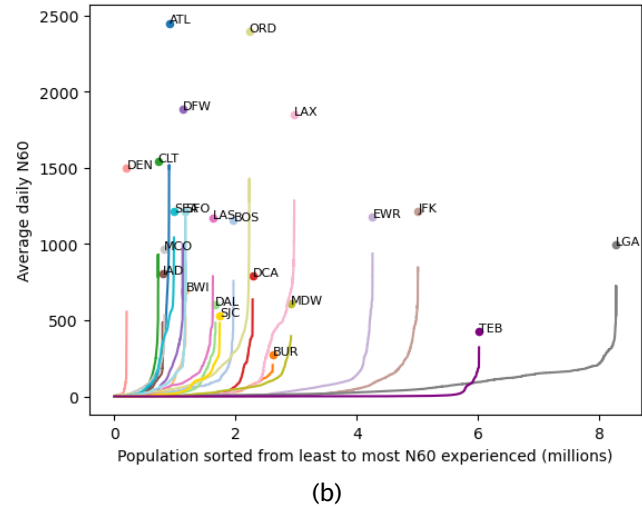 2500
2000
1500
1000
500
0
Average daily N60
ATL
ORD
DFW
LAX
CLT
DEN
SEA
SFO
LAS
BOS
EWR
JFK
LGA
MCO
IAD
DCA
BWI
DAL
MDW
SJC
TEB
BUR
0 2 4 6 8
Population sorted from least to most N60 experienced (millions)
(b)